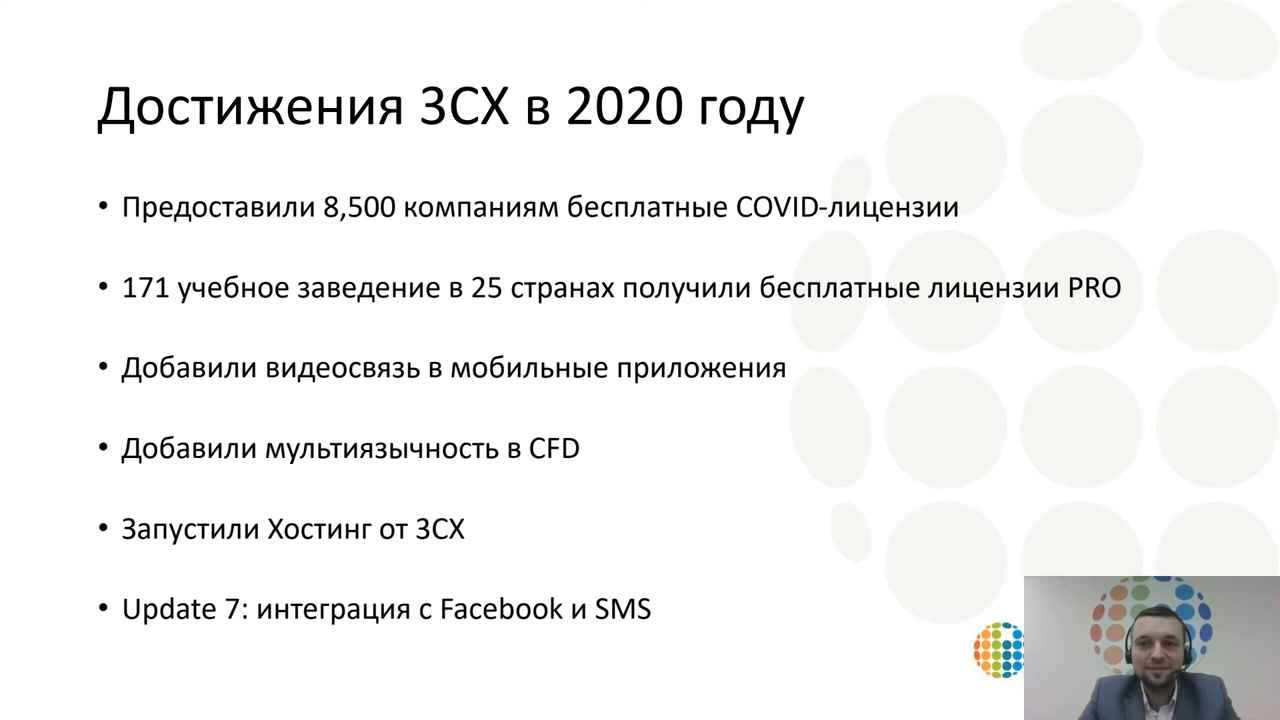 Достижения 3CX в 2020 году
• Предоставили 8,500 компаниям бесплатные COVID-лицензии
• 171 учебное заведение в 25 странах получили бесплатные лицензии PRO
• Добавили видеосвязь в мобильные приложения
• Добавили мультиязычность в CFD
• Запустили Хостинг от 3CX
• Update 7: интеграция с Facebook и SMS